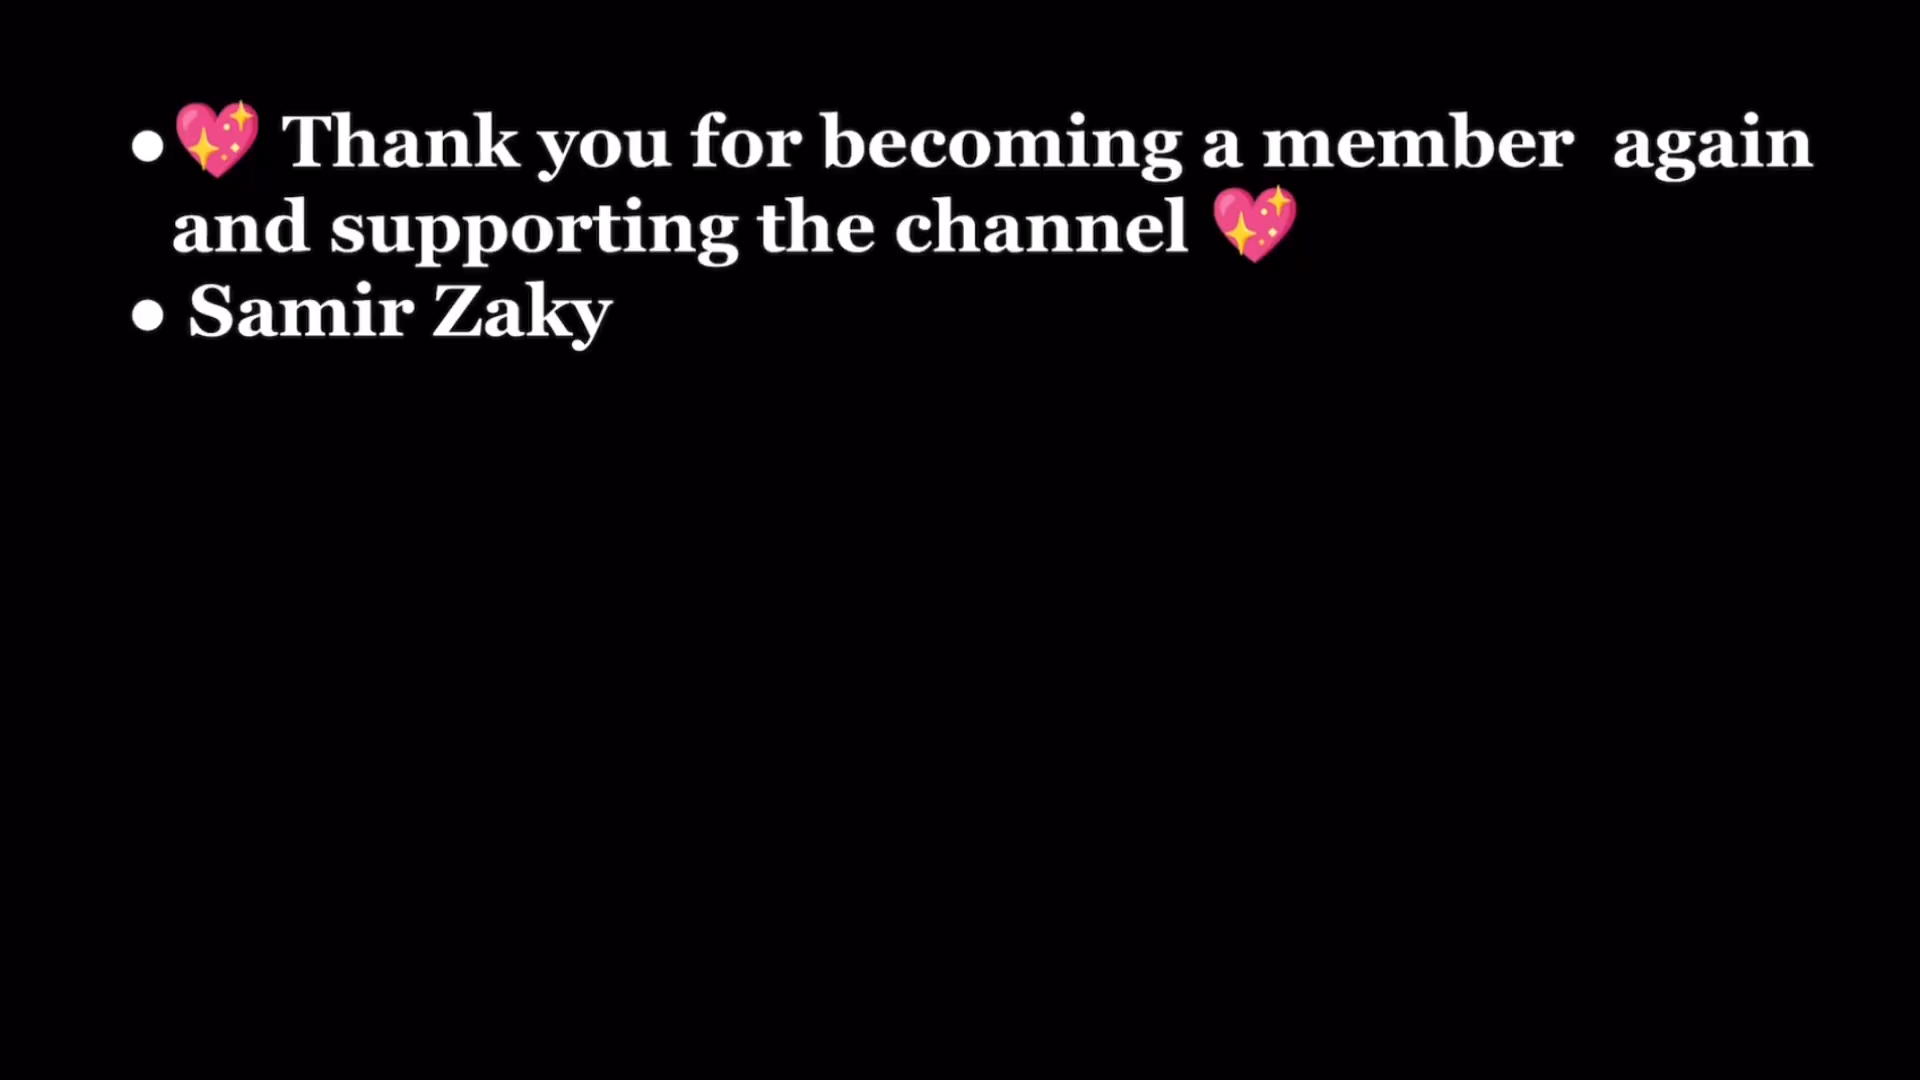 ●💖 Thank you for becoming a member  again
and supporting the channel 💖
● Samir Zaky